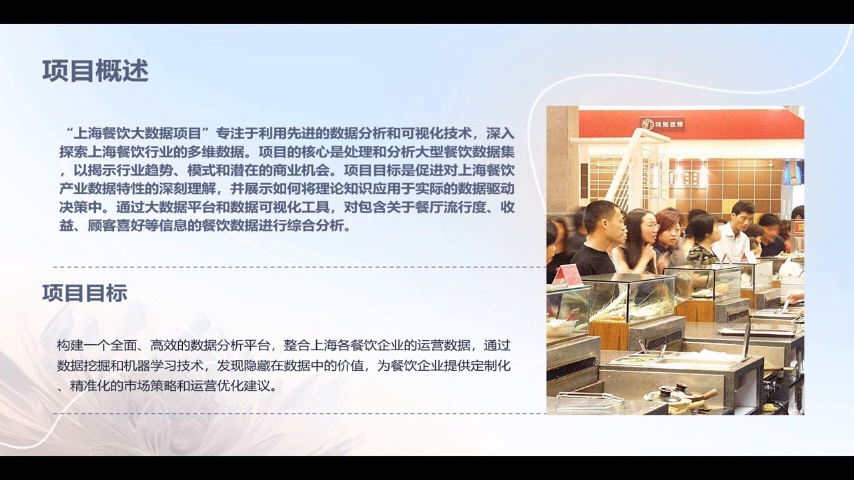 项目概述
“上海餐饮大数据项目”专注于利用先进的数据分析和可视化技术，深入
探索上海餐饮行业的多维数据。项目的核心是处理和分析大型餐饮数据集
，以揭示行业趋势、模式和潜在的商业机会。项目目标是促进对上海餐饮
产业数据特性的深刻理解，并展示如何将理论知识应用于实际的数据驱动
决策中。通过大数据平台和数据可视化工具，对包含关于餐厅流行度、收
益、顾客喜好等信息的餐饮数据进行综合分析。
项目目标
构建一个全面、高效的数据分析平台，整合上海各餐饮企业的运营数据，通过
数据挖掘和机器学习技术，发现隐藏在数据中的价值，为餐饮企业提供定制化
、精准化的市场策略和运营优化建议。